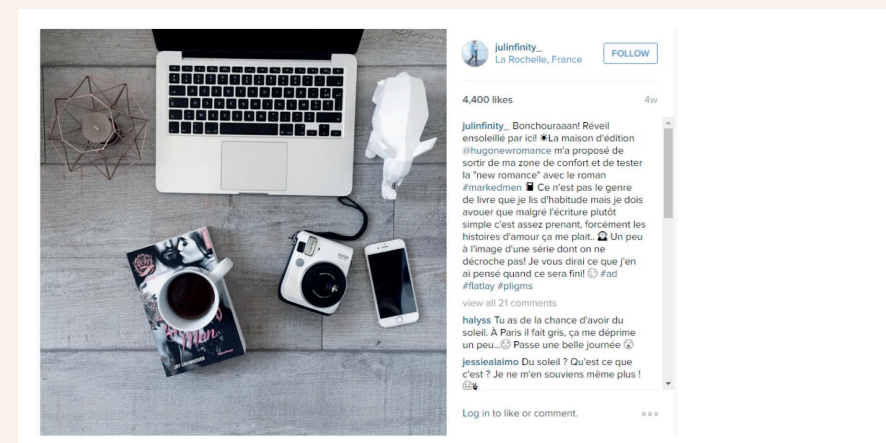 julinfinity_
La Rochelle, France
FOLLOW
4,400 likes
4w
julinfinity_ Bonchouraaan! Réveil
ensoleillé par ici! ☀La maison d'édition
@hugonewromance m'a proposé de
sortir de ma zone de confort et de tester
la "new romance" avec le roman
#markedmen 📓 Ce n'est pas le genre
de livre que je lis d'habitude mais je dois
avouer que malgré l'écriture plutôt
simple c'est assez prenant, forcément les
histoires d'amour ça me plait.. Un peu
à l'image d'une série dont on ne
décroche pas! Je vous dirai ce que j'en
ai pensé quand ce sera fini! #ad
#flatlay #pligms
view all 21 comments
halyss Tu as de la chance d'avoir du
soleil. À Paris il fait gris, ça me déprime
un peu... Passe une belle journée
jessiealaimo Du soleil ? Qu'est ce que
c'est ? Je ne m'en souviens même plus !
Log in to like or comment.
Men.
JAY CROWNOVER